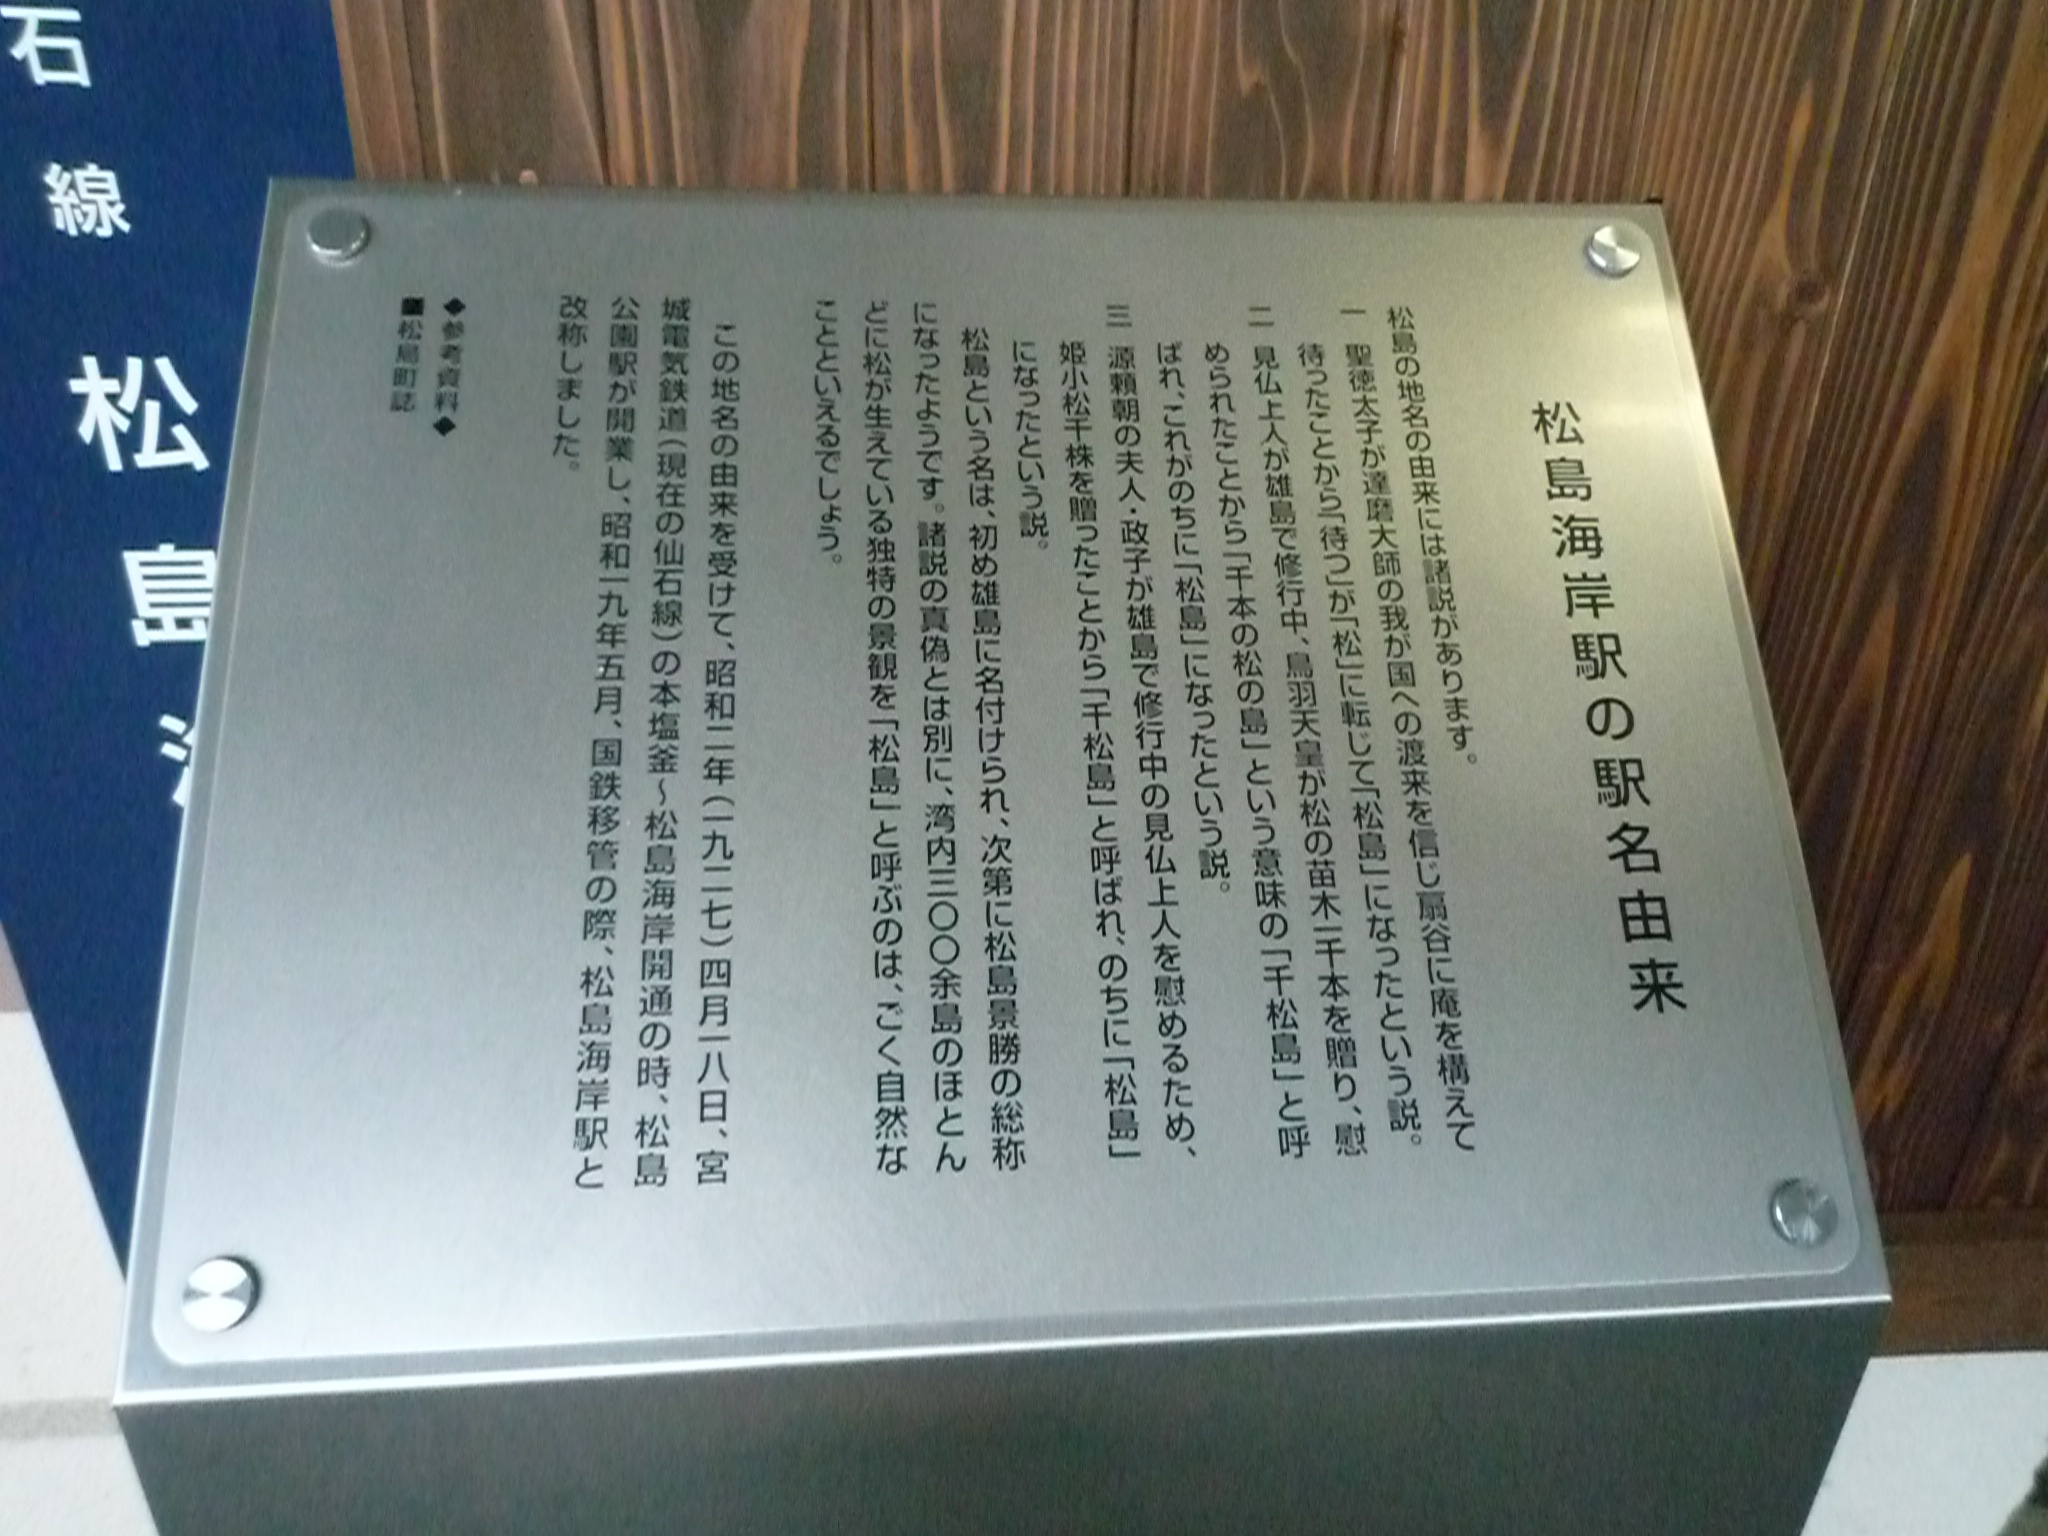 松島海岸駅の駅名由来
松島の地名の由来には諸説があります。
一 聖徳太子が達磨大師の我が国への渡来を信じ扇谷に庵を構えて
待ったことから「待つ」が「松」に転じて「松島」になったという説。
二 見仏上人が雄島で修行中、鳥羽天皇が松の苗木一千本を贈り、慰
められたことから「千本の松の島」という意味の「千松島」と呼
ばれ、これがのちに「松島」になったという説。
三 源頼朝の夫人・政子が雄島で修行中の見仏上人を慰めるため、
姫小松千株を贈ったことから「千松島」と呼ばれ、のちに「松島」
になったという説。
松島という名は、初め雄島に名付けられ、次第に松島景勝の総称
になったようです。諸説の真偽とは別に、湾内三〇〇余島のほとん
どに松が生えている独特の景観を「松島」と呼ぶのは、ごく自然な
ことといえるでしょう。
この地名の由来を受けて、昭和二年(一九二七)四月一八日、宮
城電気鉄道(現在の仙石線)の本塩釜～松島海岸開通の時、松島
公園駅が開業し、昭和一九年五月、国鉄移管の際、松島海岸駅と
改称しました。
◆参考資料◆
■松島町誌
石線 松島海